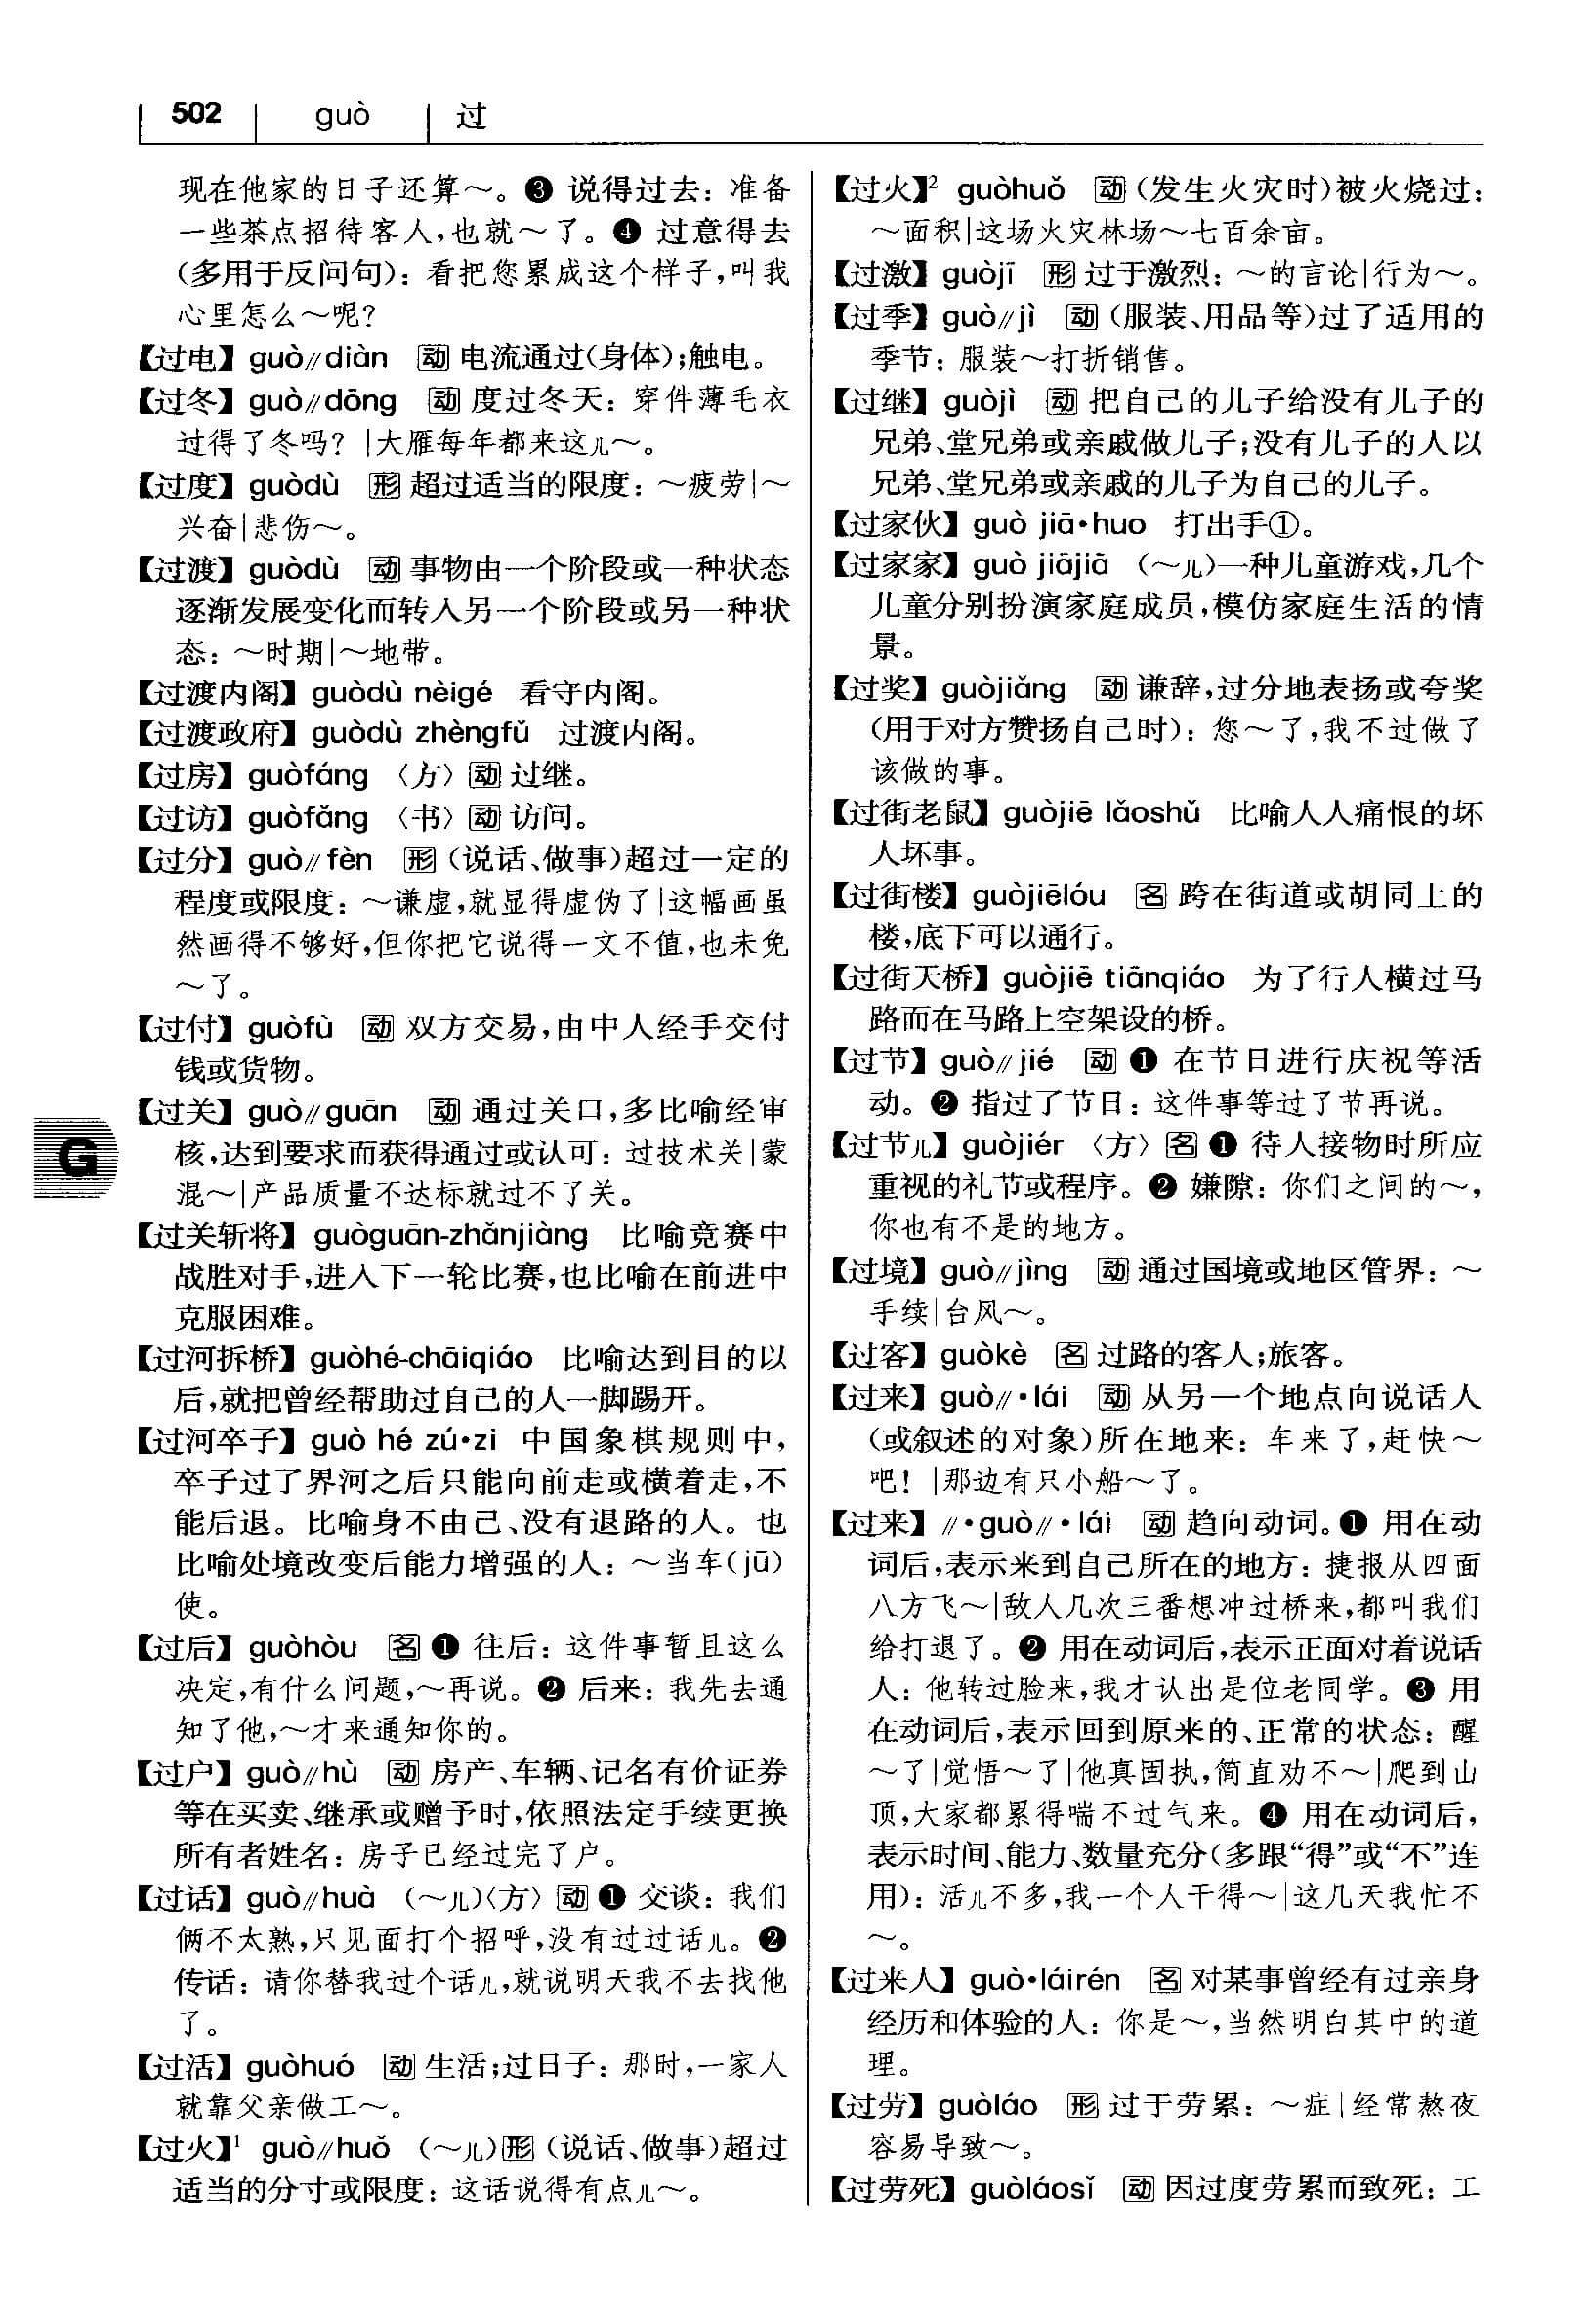 502 guò 过
现在他家的日子还算～。❸ 说得过去：准备
一些茶点招待客人，也就～了。❹ 过意得去
（多用于反问句）：看把您累成这个样子，叫我
心里怎么～呢？
【过电】guò∥diàn 动 电流通过（身体）；触电。
【过冬】guò∥dōng 动 度过冬天：穿件薄毛衣
过得了冬吗？|大雁每年都来这儿～。
【过度】guòdù 形 超过适当的限度：～疲劳|～
兴奋|悲伤～。
【过渡】guòdù 动 事物由一个阶段或一种状态
逐渐发展变化而转入另一个阶段或另一种状
态：～时期|～地带。
【过渡内阁】guòdù nèigé 看守内阁。
【过渡政府】guòdù zhèngfǔ 过渡内阁。
【过房】guòfáng 〈方〉动 过继。
【过访】guòfǎng 〈书〉动 访问。
【过分】guò∥fèn 形（说话、做事）超过一定的
程度或限度：～谦虚，就显得虚伪了|这幅画虽
然画得不够好，但你把它说得一文不值，也未免
～了。
【过付】guòfù 动 双方交易，由中人经手交付
钱或货物。
【过关】guò∥guān 动 通过关口，多比喻经审
核，达到要求而获得通过或认可：过技术关|蒙
混～|产品质量不达标就过不了关。
G
【过关斩将】guòguān-zhǎnjiàng 比喻竞赛中
战胜对手，进入下一轮比赛，也比喻在前进中
克服困难。
【过河拆桥】guòhé-chāiqiáo 比喻达到目的以
后，就把曾经帮助过自己的人一脚踢开。
【过河卒子】guò hé zú·zi 中国象棋规则中，
卒子过了界河之后只能向前走或横着走，不
能后退。比喻身不由己、没有退路的人。也
比喻处境改变后能力增强的人：～当车(jū)
使。
【过后】guòhòu 名 ❶ 往后：这件事暂且这么
决定，有什么问题，～再说。❷ 后来：我先去通
知了他，～才来通知你的。
【过户】guò∥hù 动 房产、车辆、记名有价证券
等在买卖、继承或赠予时，依照法定手续更换
所有者姓名：房子已经过完了户。
【过话】guò∥huà （～儿）〈方〉动 ❶ 交谈：我们
俩不太熟，只见面打个招呼，没有过过话儿。❷
传话：请你替我过个话儿，就说明天我不去找他
了。
【过活】guòhuó 动 生活；过日子：那时，一家人
就靠父亲做工～。
【过火】¹ guò∥huǒ （～儿）形（说话、做事）超过
适当的分寸或限度：这话说得有点儿～。
【过火】² guòhuǒ 动（发生火灾时）被火烧过：
～面积|这场火灾林场～七百余亩。
【过激】guòjī 形 过于激烈：～的言论|行为～。
【过季】guò∥jì 动（服装、用品等）过了适用的
季节：服装～打折销售。
【过继】guòjì 动 把自己的儿子给没有儿子的
兄弟、堂兄弟或亲戚做儿子；没有儿子的人以
兄弟、堂兄弟或亲戚的儿子为自己的儿子。
【过家伙】guò jiā·huo 打出手①。
【过家家】guò jiājiā （～儿）一种儿童游戏，几个
儿童分别扮演家庭成员，模仿家庭生活的情
景。
【过奖】guòjiǎng 动 谦辞，过分地表扬或夸奖
（用于对方赞扬自己时）：您～了，我不过做了
该做的事。
【过街老鼠】guòjiē lǎoshǔ 比喻人人痛恨的坏
人坏事。
【过街楼】guòjiēlóu 名 跨在街道或胡同上的
楼，底下可以通行。
【过街天桥】guòjiē tiānqiáo 为了行人横过马
路而在马路上空架设的桥。
【过节】guò∥jié 动 ❶ 在节日进行庆祝等活
动。❷ 指过了节日：这件事等过了节再说。
【过节儿】guòjiér 〈方〉名 ❶ 待人接物时所应
重视的礼节或程序。❷ 嫌隙：你们之间的～，
你也有不是的地方。
【过境】guò∥jìng 动 通过国境或地区管界：～
手续|台风～。
【过客】guòkè 名 过路的客人；旅客。
【过来】guò∥·lái 动 从另一个地点向说话人
（或叙述的对象）所在地来：车来了，赶快～
吧！|那边有只小船～了。
【过来】∥·guò∥·lái 动 趋向动词。❶ 用在动
词后，表示来到自己所在的地方：捷报从四面
八方飞～|敌人几次三番想冲过桥来，都叫我们
给打退了。❷ 用在动词后，表示正面对着说话
人：他转过脸来，我才认出是位老同学。❸ 用
在动词后，表示回到原来的、正常的状态：醒
～了|觉悟～了|他真固执，简直劝不～|爬到山
顶，大家都累得喘不过气来。❹ 用在动词后，
表示时间、能力、数量充分（多跟“得”或“不”连
用）：活儿不多，我一个人干得～|这几天我忙不
～。
【过来人】guò·láirén 名 对某事曾经有过亲身
经历和体验的人：你是～，当然明白其中的道
理。
【过劳】guòláo 形 过于劳累：～症|经常熬夜
容易导致～。
【过劳死】guòláosǐ 动 因过度劳累而致死：工